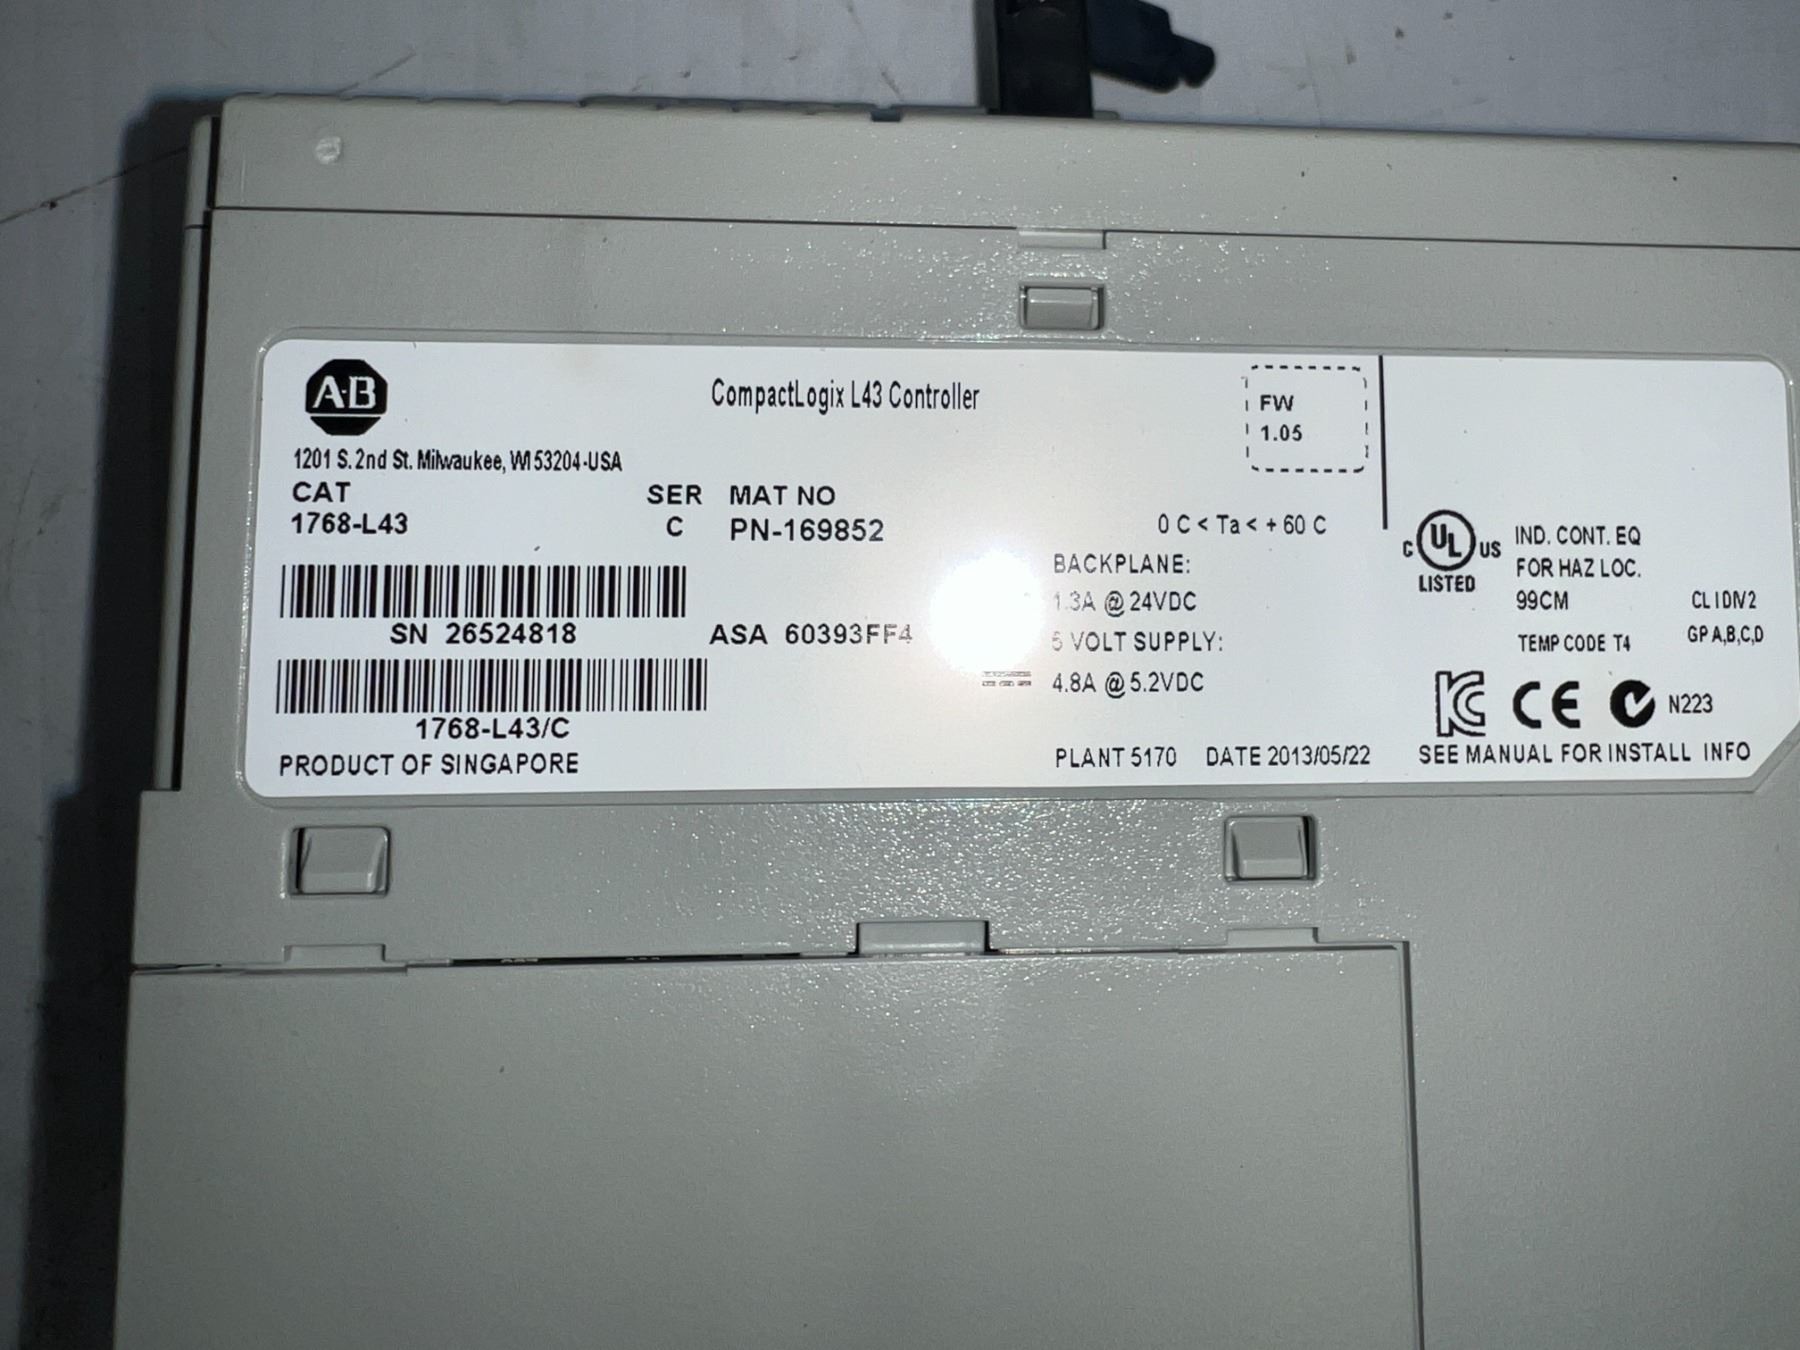 A-B
CompactLogix L43 Controller
FW
1.05
1201 S. 2nd St. Milwaukee, WI 53204-USA
CAT SER MAT NO
1768-L43 C PN-169852
0 C < Ta < + 60 C
BACKPLANE:
1.3A @ 24VDC
SN 26524818
ASA 60393FF4
5 VOLT SUPPLY:
4.8A @ 5.2VDC
1768-L43/C
PRODUCT OF SINGAPORE
PLANT 5170 DATE 2013/05/22
C UL US
LISTED
IND. CONT. EQ
FOR HAZ LOC.
99CM CL I DIV 2
TEMP CODE T4 GP A,B,C,D
KC CE N223
SEE MANUAL FOR INSTALL INFO